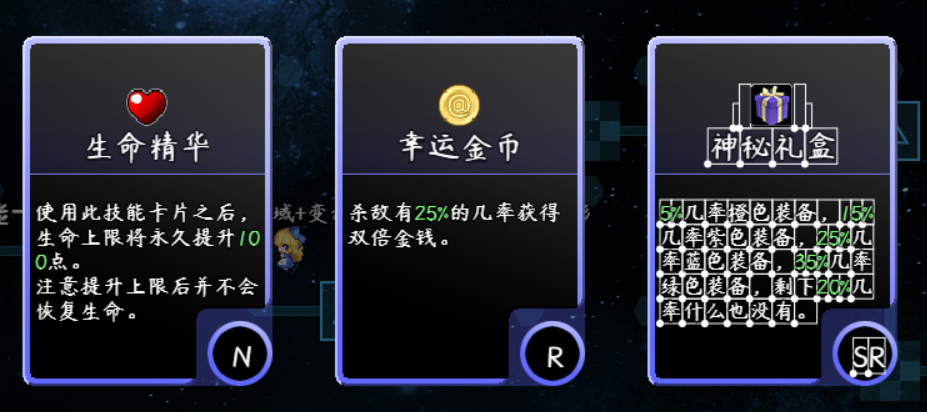 生命精华
使用此技能卡片之后，
生命上限将永久提升10
0点。
注意提升上限后并不会
恢复生命。
N
幸运金币
杀敌有25%的几率获得
双倍金钱。
R
神秘礼盒
5%几率橙色装备，15%
几率紫色装备，25%几
率蓝色装备，35%几率
绿色装备，剩下20%几
率什么也没有。
SR
域+变